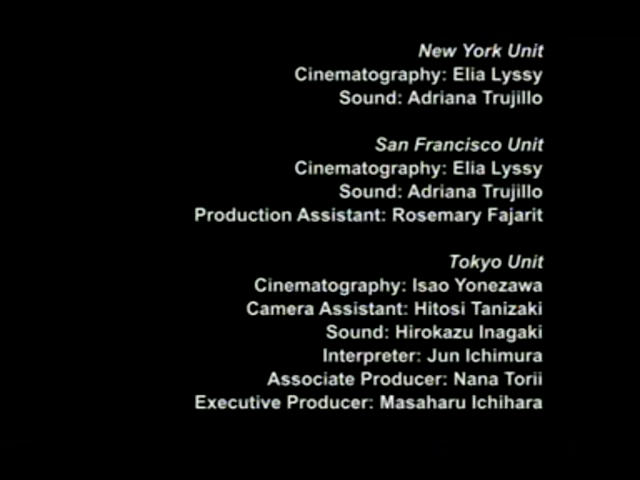 New York Unit
Cinematography: Elia Lyssy
Sound: Adriana Trujillo
San Francisco Unit
Cinematography: Elia Lyssy
Sound: Adriana Trujillo
Production Assistant: Rosemary Fajarit
Tokyo Unit
Cinematography: Isao Yonezawa
Camera Assistant: Hitosi Tanizaki
Sound: Hirokazu Inagaki
Interpreter: Jun Ichimura
Associate Producer: Nana Torii
Executive Producer: Masaharu Ichihara